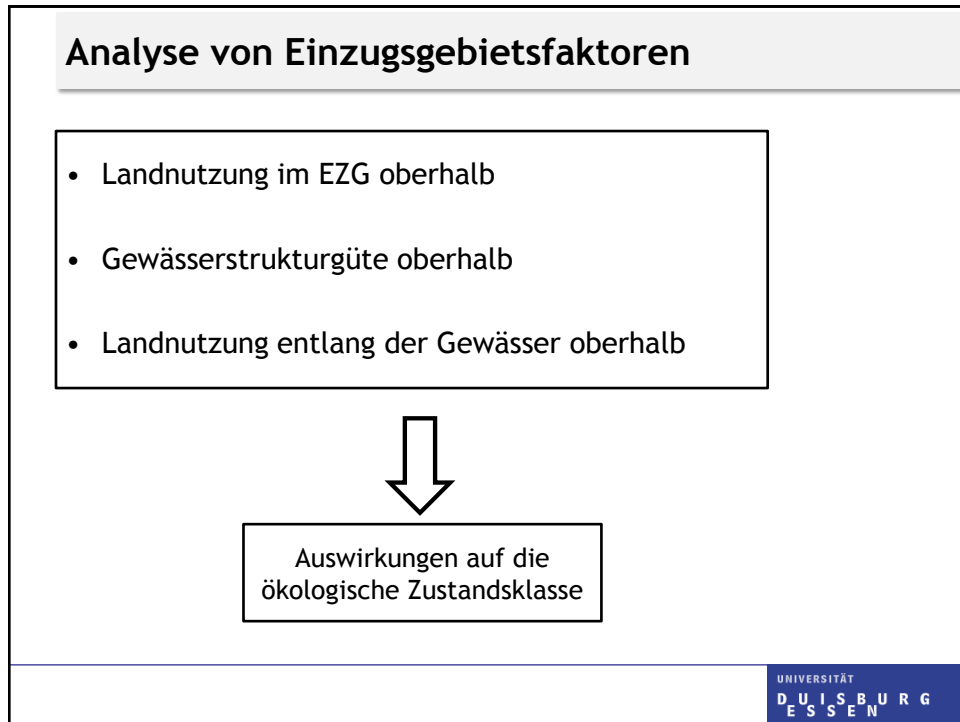 Analyse von Einzugsgebietsfaktoren
• Landnutzung im EZG oberhalb
• Gewässerstrukturgüte oberhalb
• Landnutzung entlang der Gewässer oberhalb
Auswirkungen auf die
ökologische Zustandsklasse
UNIVERSITÄT
DUISBURG
ESSEN